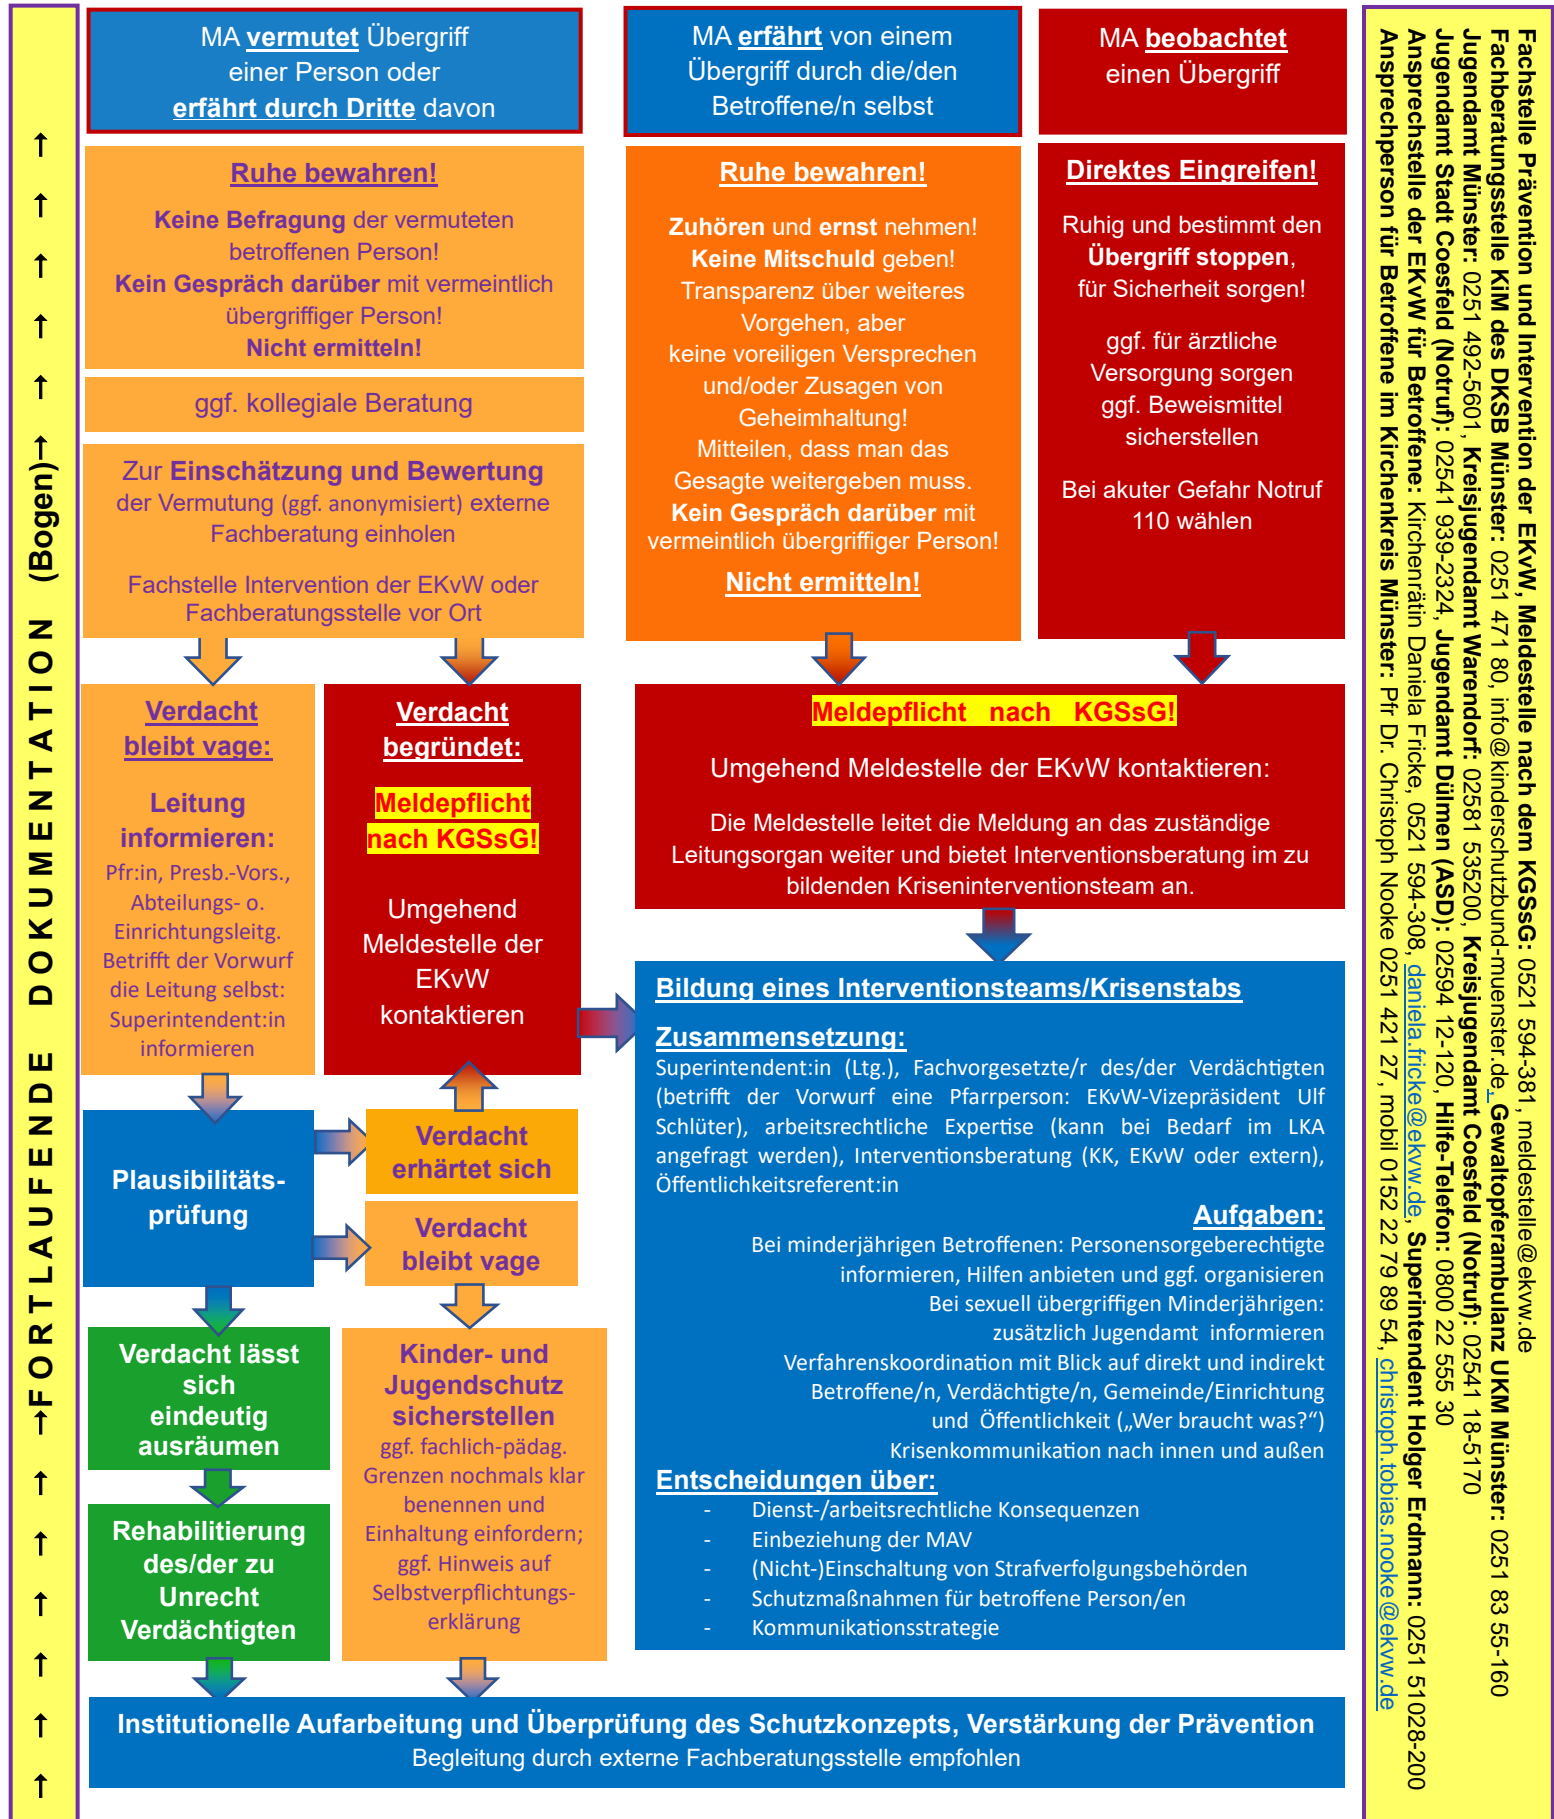 ↑ ↑ ↑ ↑ ↑ ↑FORTLAUFENDE DOKUMENTATION (Bogen)→ ↑ ↑ ↑ ↑ ↑
MA vermutet Übergriff
einer Person oder
erfährt durch Dritte davon
Ruhe bewahren!
Keine Befragung der vermuteten
betroffenen Person!
Kein Gespräch darüber mit vermeintlich
übergriffiger Person!
Nicht ermitteln!
ggf. kollegiale Beratung
Zur Einschätzung und Bewertung
der Vermutung (ggf. anonymisiert) externe
Fachberatung einholen
Fachstelle Intervention der EKvW oder
Fachberatungsstelle vor Ort
MA erfährt von einem
Übergriff durch die/den
Betroffene/n selbst
Ruhe bewahren!
Zuhören und ernst nehmen!
Keine Mitschuld geben!
Transparenz über weiteres
Vorgehen, aber
keine voreiligen Versprechen
und/oder Zusagen von
Geheimhaltung!
Mitteilen, dass man das
Gesagte weitergeben muss.
Kein Gespräch darüber mit
vermeintlich übergriffiger Person!
Nicht ermitteln!
MA beobachtet
einen Übergriff
Direktes Eingreifen!
Ruhig und bestimmt den
Übergriff stoppen,
für Sicherheit sorgen!
ggf. für ärztliche
Versorgung sorgen
ggf. Beweismittel
sicherstellen
Bei akuter Gefahr Notruf
110 wählen
Verdacht
bleibt vage:
Leitung
informieren:
Pfr:in, Presb.-Vors.,
Abteilungs- o.
Einrichtungsleitg.
Betrifft der Vorwurf
die Leitung selbst:
Superintendent:in
informieren
Verdacht
begründet:
Meldepflicht
nach KGSsG!
Umgehend
Meldestelle der
EKvW
kontaktieren
Meldepflicht nach KGSsG!
Umgehend Meldestelle der EKvW kontaktieren:
Die Meldestelle leitet die Meldung an das zuständige
Leitungsorgan weiter und bietet Interventionsberatung im zu
bildenden Kriseninterventionsteam an.
Plausibilitäts-
prüfung
Verdacht
erhärtet sich
Verdacht
bleibt vage
Verdacht lässt
sich
eindeutig
ausräumen
Rehabilitierung
des/der zu
Unrecht
Verdächtigten
Kinder- und
Jugendschutz
sicherstellen
ggf. fachlich-pädag.
Grenzen nochmals klar
benennen und
Einhaltung einfordern;
ggf. Hinweis auf
Selbstverpflichtungs-
erklärung
Bildung eines Interventionsteams/Krisenstabs
Zusammensetzung:
Superintendent:in (Ltg.), Fachvorgesetzte/r des/der Verdächtigten
(betrifft der Vorwurf eine Pfarrperson: EKvW-Vizepräsident Ulf
Schlüter), arbeitsrechtliche Expertise (kann bei Bedarf im LKA
angefragt werden), Interventionsberatung (KK, EKvW oder extern),
Öffentlichkeitsreferent:in
Aufgaben:
Bei minderjährigen Betroffenen: Personensorgeberechtigte
informieren, Hilfen anbieten und ggf. organisieren
Bei sexuell übergriffigen Minderjährigen:
zusätzlich Jugendamt informieren
Verfahrenskoordination mit Blick auf direkt und indirekt
Betroffene/n, Verdächtigte/n, Gemeinde/Einrichtung
und Öffentlichkeit („Wer braucht was?“)
Krisenkommunikation nach innen und außen
Entscheidungen über:
- Dienst-/arbeitsrechtliche Konsequenzen
- Einbeziehung der MAV
- (Nicht-)Einschaltung von Strafverfolgungsbehörden
- Schutzmaßnahmen für betroffene Person/en
- Kommunikationsstrategie
Institutionelle Aufarbeitung und Überprüfung des Schutzkonzepts, Verstärkung der Prävention
Begleitung durch externe Fachberatungsstelle empfohlen
Fachstelle Prävention und Intervention der EKvW, Meldestelle nach dem KGSsG: 0521 594-381, meldestelle@ekvw.de
Fachberatungsstelle KiM des DKSB Münster: 0251 471 80, info@kinderschutzbund-muenster.de, Gewaltopferambulanz UKM Münster: 0251 83 55-160
Jugendamt Münster: 0251 492-5601, Kreisjugendamt Warendorf: 02581 535200, Kreisjugendamt Coesfeld (Notruf): 02541 18-5170
Jugendamt Stadt Coesfeld (Notruf): 02541 939-2324, Jugendamt Dülmen (ASD): 02594 12-120, Hilfe-Telefon: 0800 22 555 30
Ansprechstelle der EKvW für Betroffene: Kirchenrätin Daniela Fricke, 0521 594-308, daniela.fricke@ekvw.de, Superintendent Holger Erdmann: 0251 51028-200
Ansprechperson für Betroffene im Kirchenkreis Münster: Pfr Dr. Christoph Nooke 0251 421 27, mobil 0152 22 79 89 54, christoph.tobias.nooke@ekvw.de